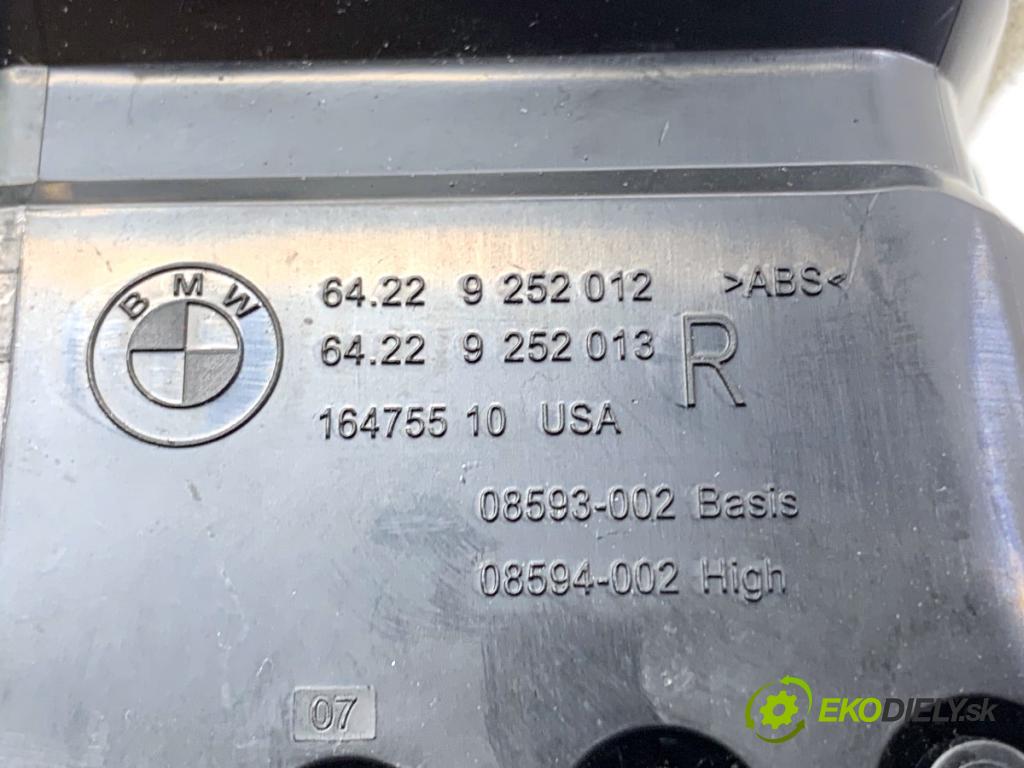 BMW
64.22 9 252 012 >ABS<
64.22 9 252 013 R
164755 10 USA
08593-002 Basis
08594-002 High
07
EKODIELY.sk